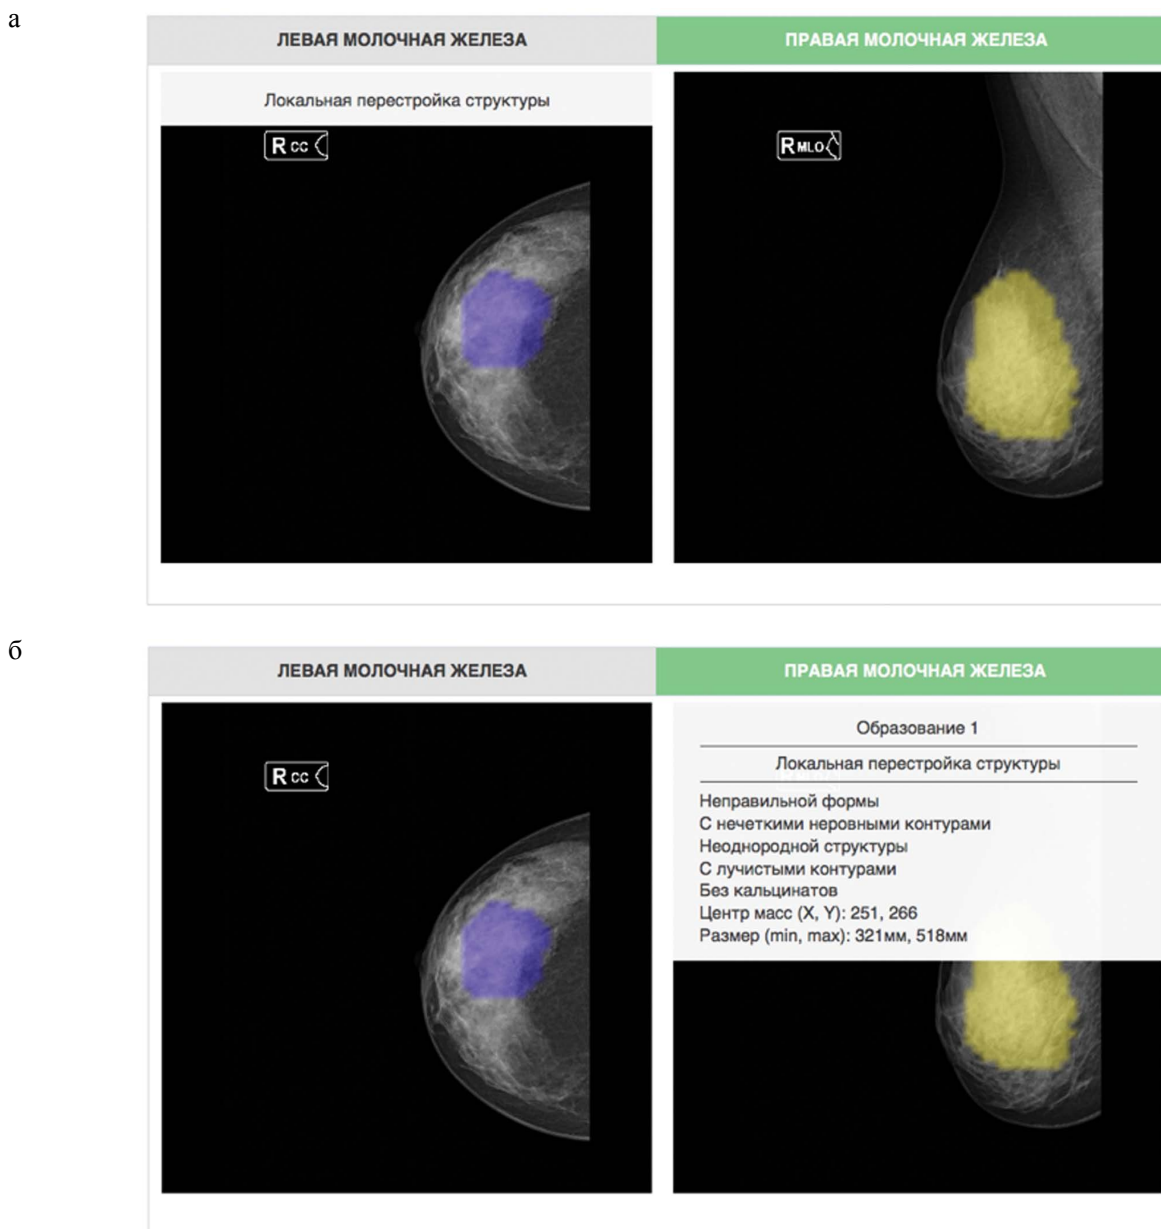 а
ЛЕВАЯ МОЛОЧНАЯ ЖЕЛЕЗА
ПРАВАЯ МОЛОЧНАЯ ЖЕЛЕЗА
Локальная перестройка структуры
R CC
R MLO
б
ЛЕВАЯ МОЛОЧНАЯ ЖЕЛЕЗА
ПРАВАЯ МОЛОЧНАЯ ЖЕЛЕЗА
R CC
Образование 1
Локальная перестройка структуры
Неправильной формы
С нечеткими неровными контурами
Неоднородной структуры
С лучистыми контурами
Без кальцинатов
Центр масс (X, Y): 251, 266
Размер (min, max): 321мм, 518мм